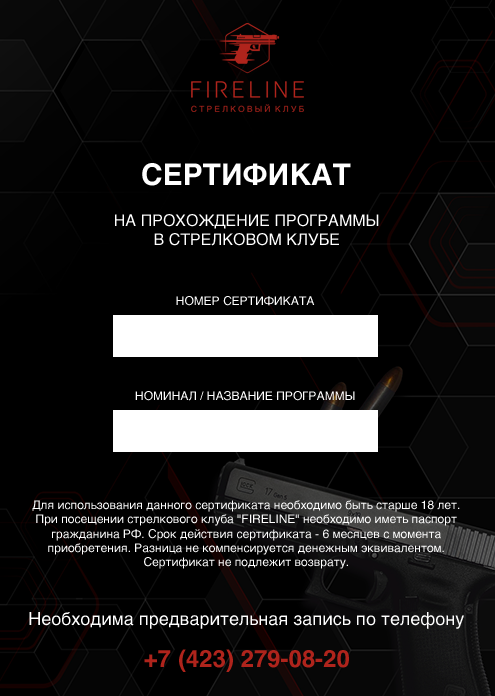 FIRELINE
СТРЕЛКОВЫЙ КЛУБ
СЕРТИФИКАТ
НА ПРОХОЖДЕНИЕ ПРОГРАММЫ
В СТРЕЛКОВОМ КЛУБЕ
НОМЕР СЕРТИФИКАТА
НОМИНАЛ / НАЗВАНИЕ ПРОГРАММЫ
GLOCK 17 Gen5
Для использования данного сертификата необходимо быть старше 18 лет.
При посещении стрелкового клуба "FIRELINE" необходимо иметь паспорт
гражданина РФ. Срок действия сертификата - 6 месяцев с момента
приобретения. Разница не компенсируется денежным эквивалентом.
Сертификат не подлежит возврату.
Необходима предварительная запись по телефону
+7 (423) 279-08-20